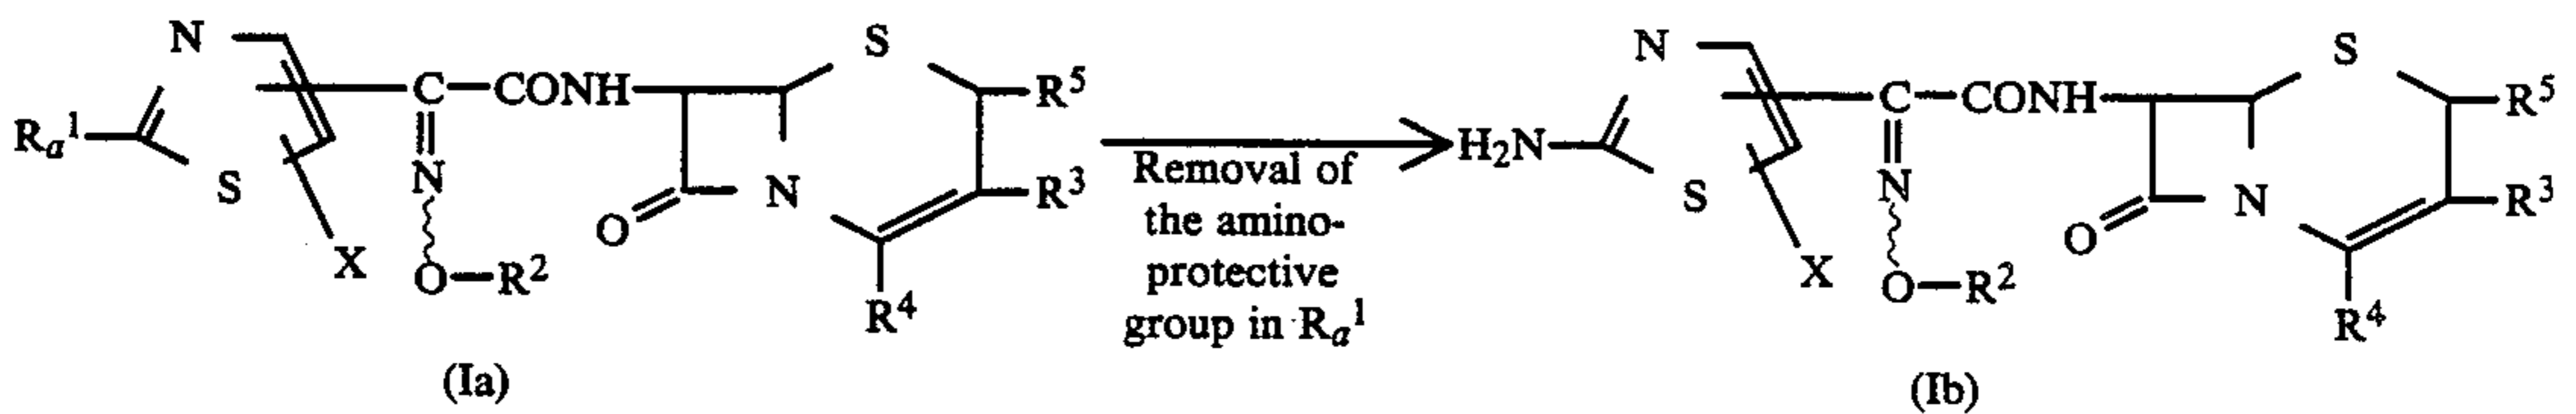 N S N S
C—CONH R⁵ C—CONH R⁵
Rₐ¹ H₂N
Removal of
S N N R³ S N N R³
the amino-
O O
X O—R² protective X O—R²
R⁴ group in Rₐ¹ R⁴
(Ia) (Ib)